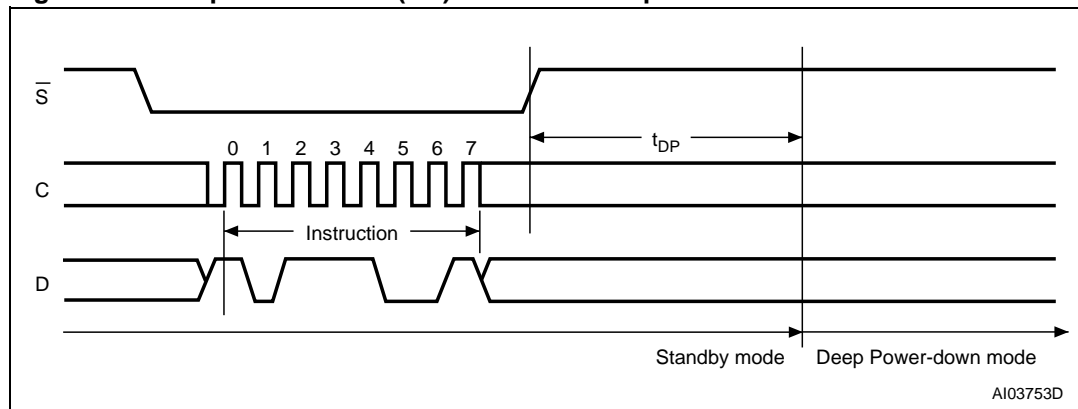 S
tDP
0 1 2 3 4 5 6 7
C
Instruction
D
Standby mode Deep Power-down mode
AI03753D